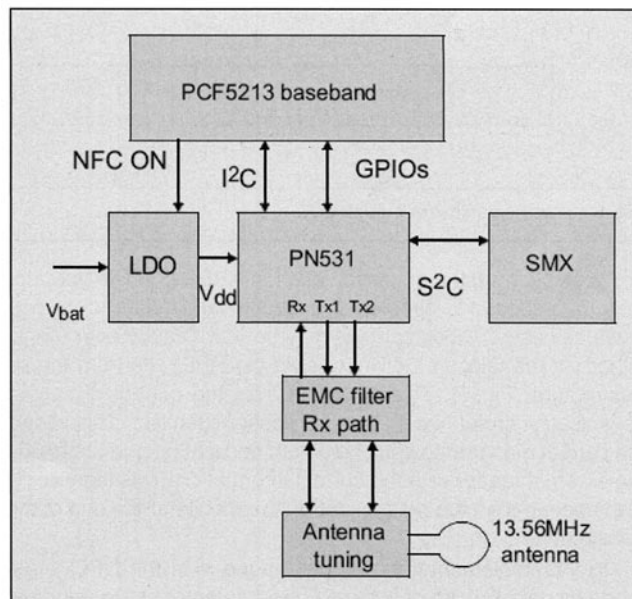 PCF5213 baseband
NFC ON
I²C
GPIOs
LDO
PN531
SMX
Vbat
Vdd
S²C
Rx Tx1 Tx2
EMC filter
Rx path
Antenna
tuning
13.56MHz
antenna